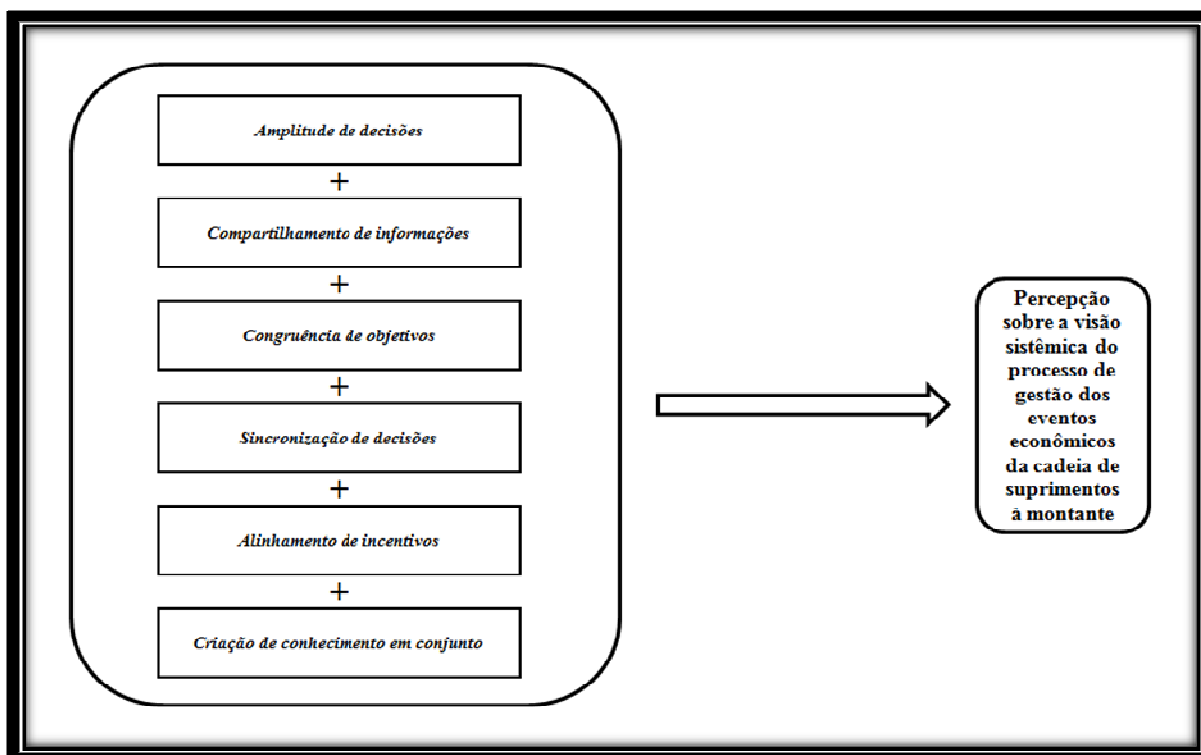 Amplitude de decisões
+
Compartilhamento de informações
+
Congruência de objetivos
+
Sincronização de decisões
+
Alinhamento de incentivos
+
Criação de conhecimento em conjunto
Percepção
sobre a visão
sistêmica do
processo de
gestão dos
eventos
econômicos
da cadeia de
suprimentos
à montante